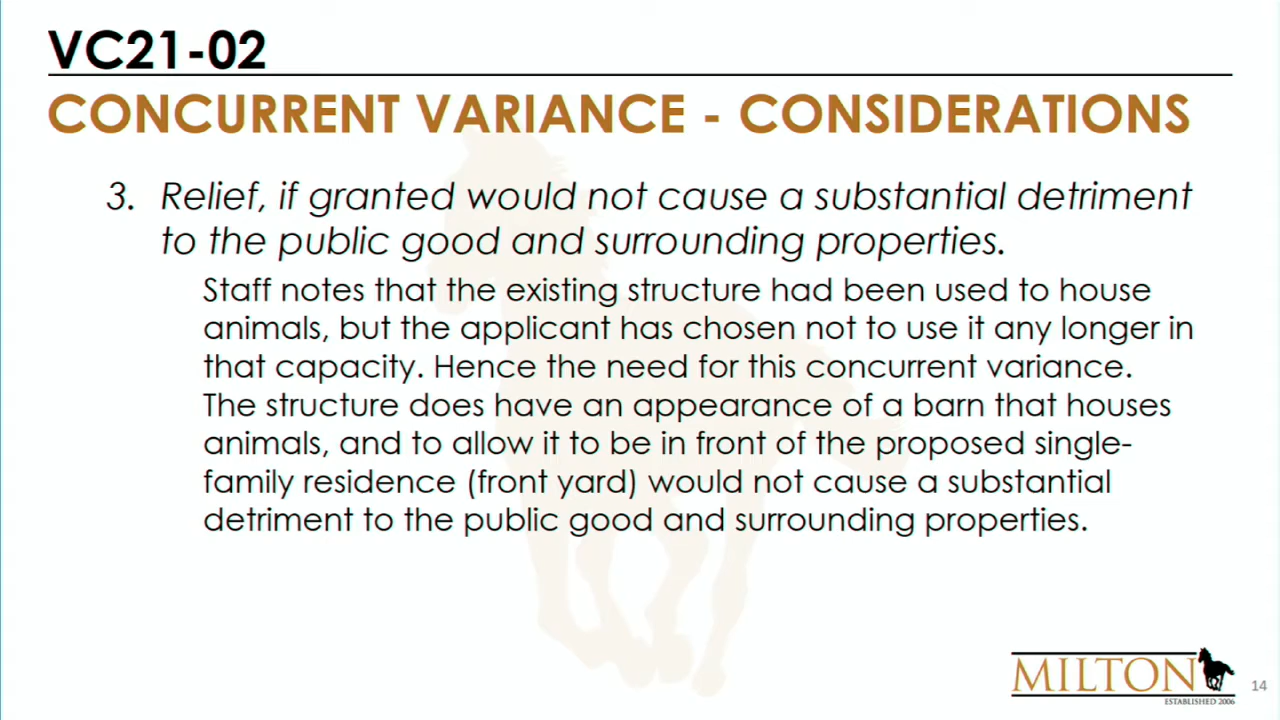 VC21-02
CONCURRENT VARIANCE - CONSIDERATIONS
3. Relief, if granted would not cause a substantial detriment
to the public good and surrounding properties.
Staff notes that the existing structure had been used to house
animals, but the applicant has chosen not to use it any longer in
that capacity. Hence the need for this concurrent variance.
The structure does have an appearance of a barn that houses
animals, and to allow it to be in front of the proposed single-
family residence (front yard) would not cause a substantial
detriment to the public good and surrounding properties.
MILTON
ESTABLISHED 2006
14